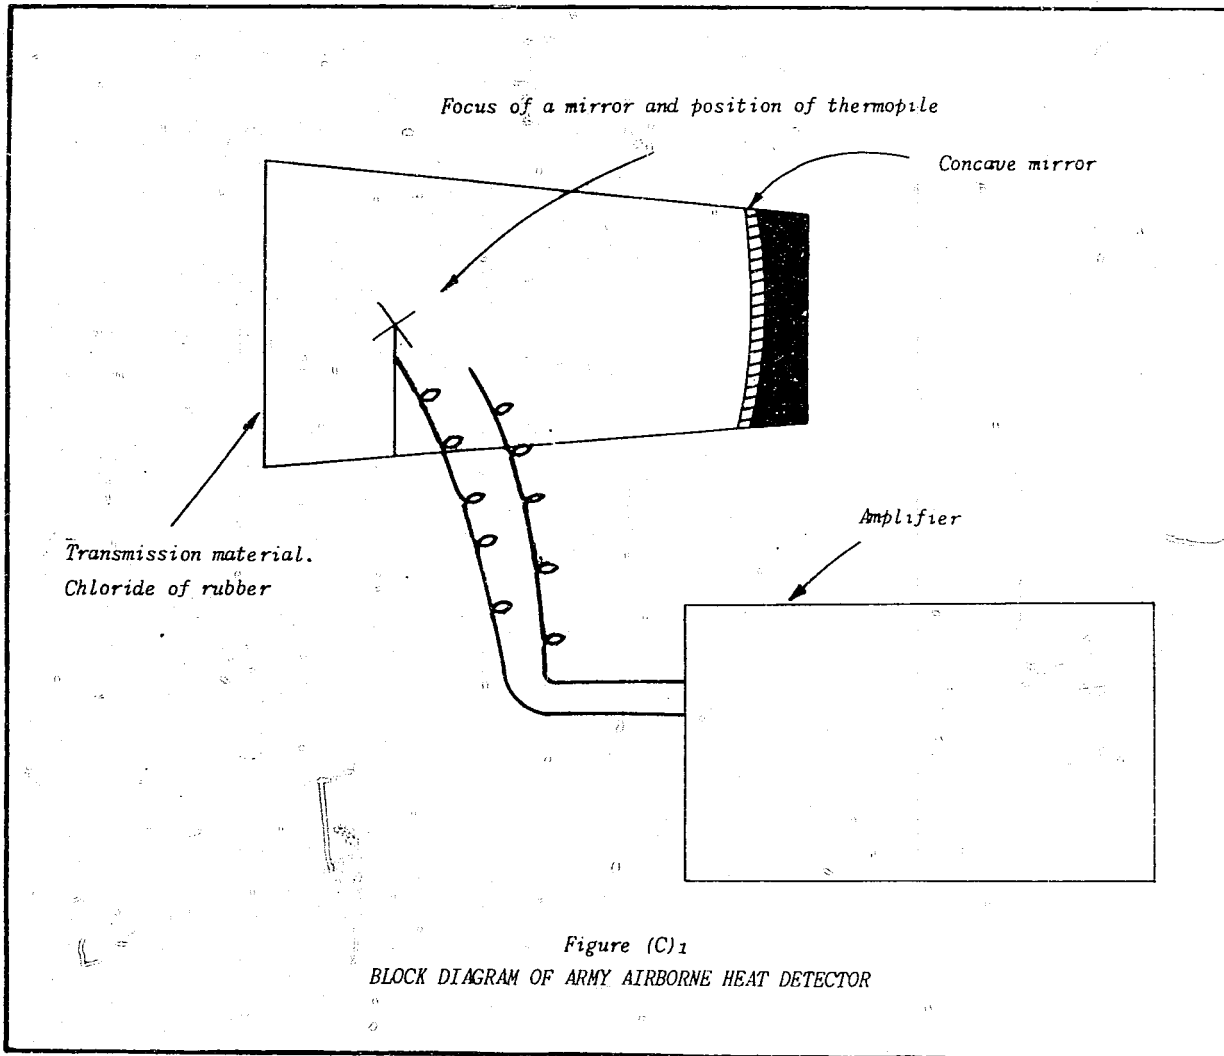 Focus of a mirror and position of thermopile
Concave mirror
Transmission material.
Chloride of rubber
Amplifier
Figure (C)1
BLOCK DIAGRAM OF ARMY AIRBORNE HEAT DETECTOR